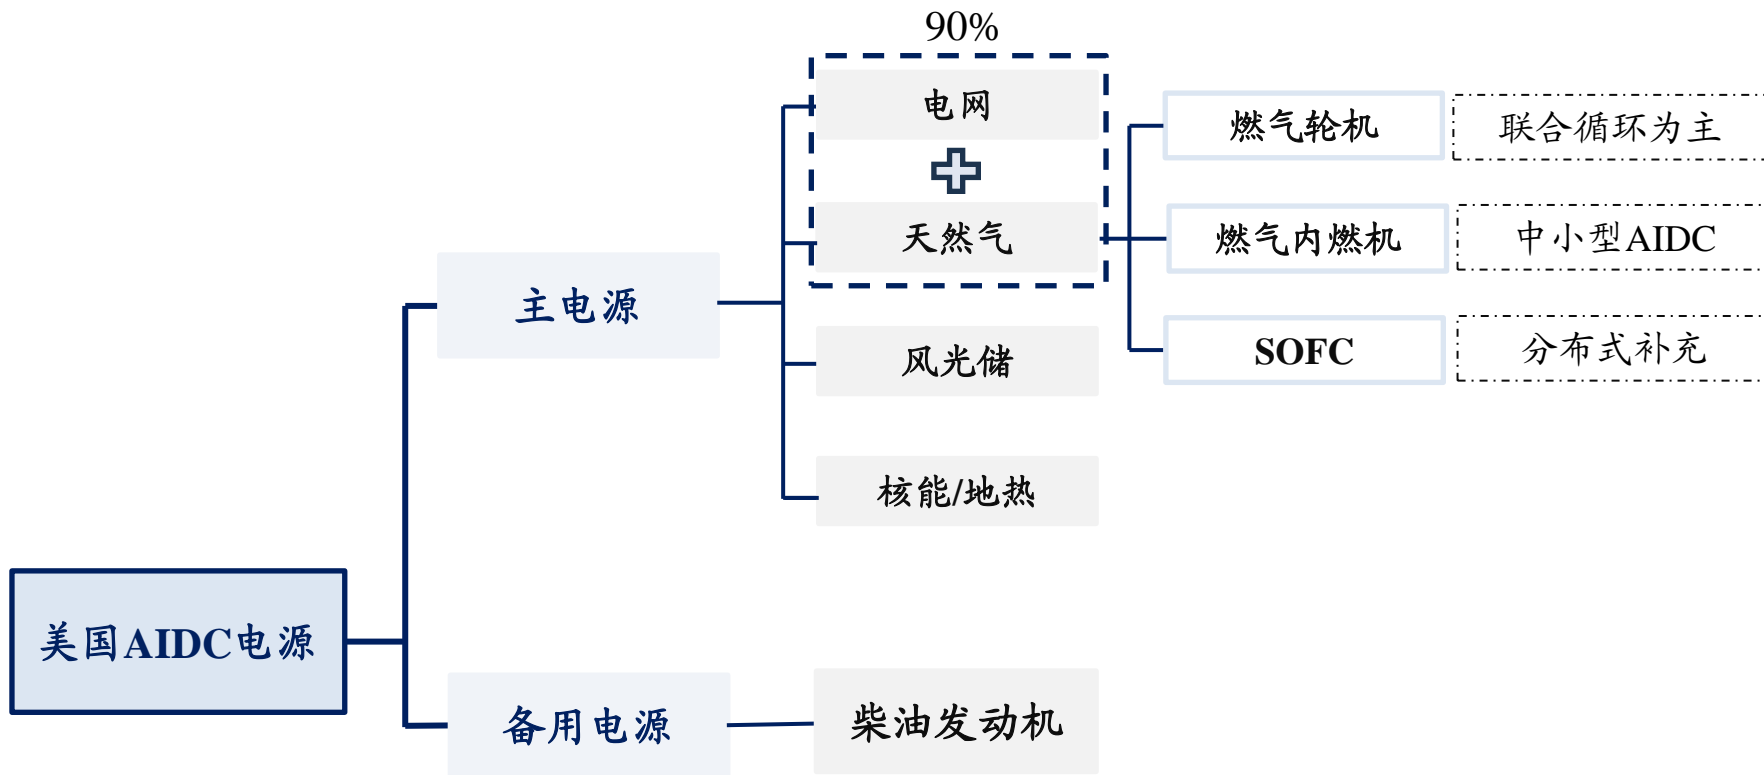 90%
电网
天然气
风光储
核能/地热
燃气轮机
联合循环为主
燃气内燃机
中小型AIDC
SOFC
分布式补充
主电源
美国AIDC电源
备用电源
柴油发动机